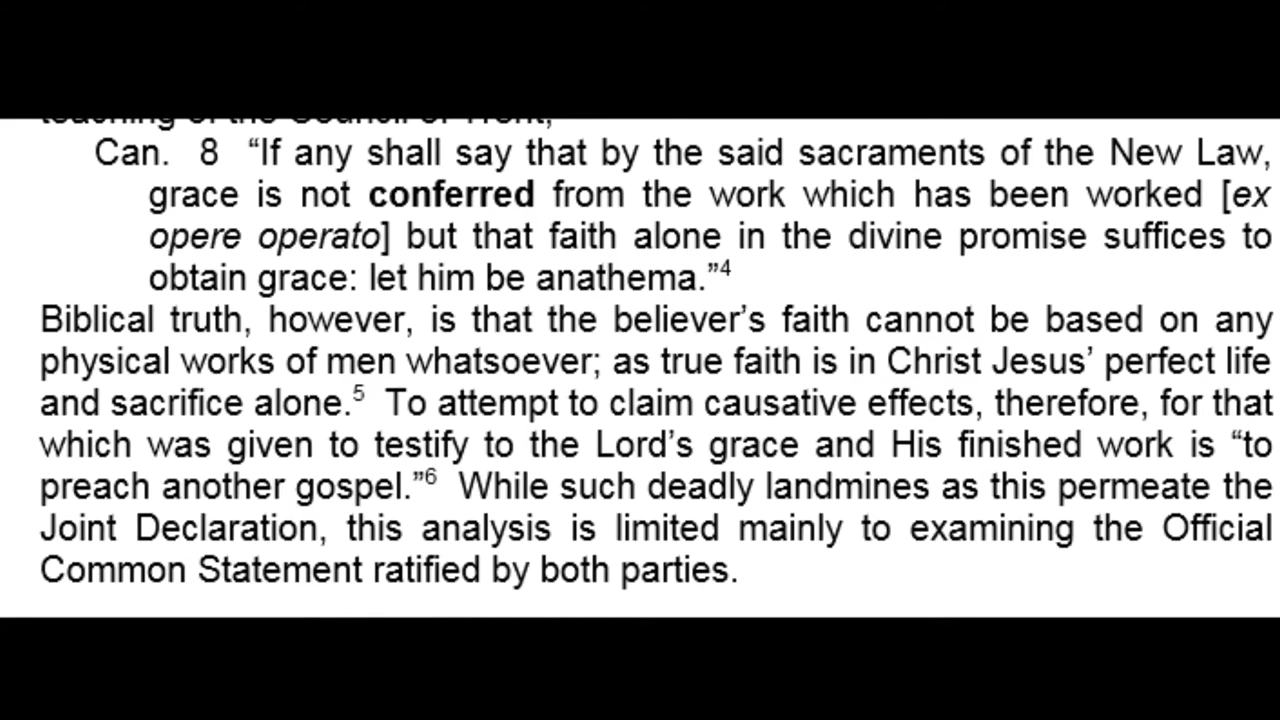 teaching of the Council of Trent,
Can. 8 “If any shall say that by the said sacraments of the New Law,
grace is not conferred from the work which has been worked [ex
opere operato] but that faith alone in the divine promise suffices to
obtain grace: let him be anathema.”4
Biblical truth, however, is that the believer’s faith cannot be based on any
physical works of men whatsoever; as true faith is in Christ Jesus’ perfect life
and sacrifice alone.5 To attempt to claim causative effects, therefore, for that
which was given to testify to the Lord’s grace and His finished work is “to
preach another gospel.”6 While such deadly landmines as this permeate the
Joint Declaration, this analysis is limited mainly to examining the Official
Common Statement ratified by both parties.